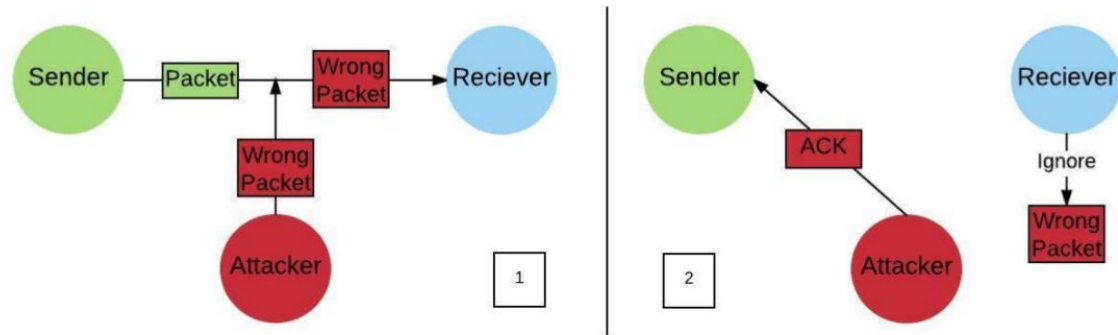 Sender
Packet
Wrong
Packet
Reciever
Wrong
Packet
Attacker
1
Sender
ACK
Attacker
2
Reciever
Ignore
Wrong
Packet